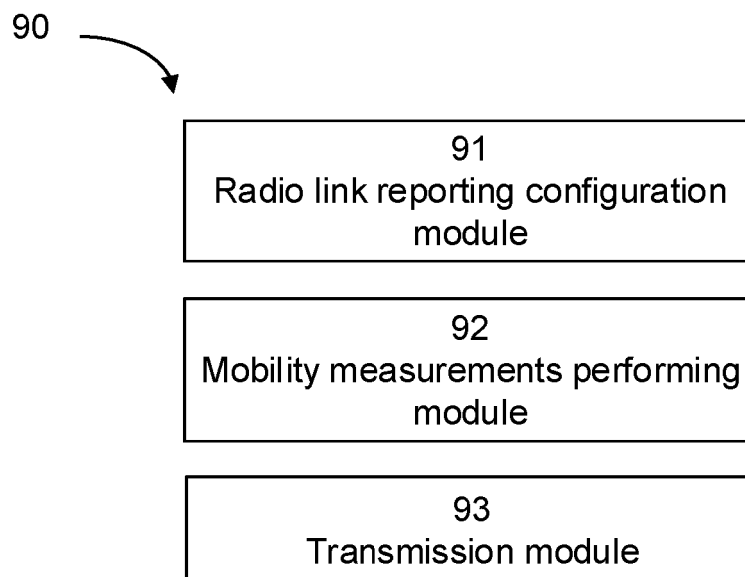 90
91
Radio link reporting configuration
module
92
Mobility measurements performing
module
93
Transmission module